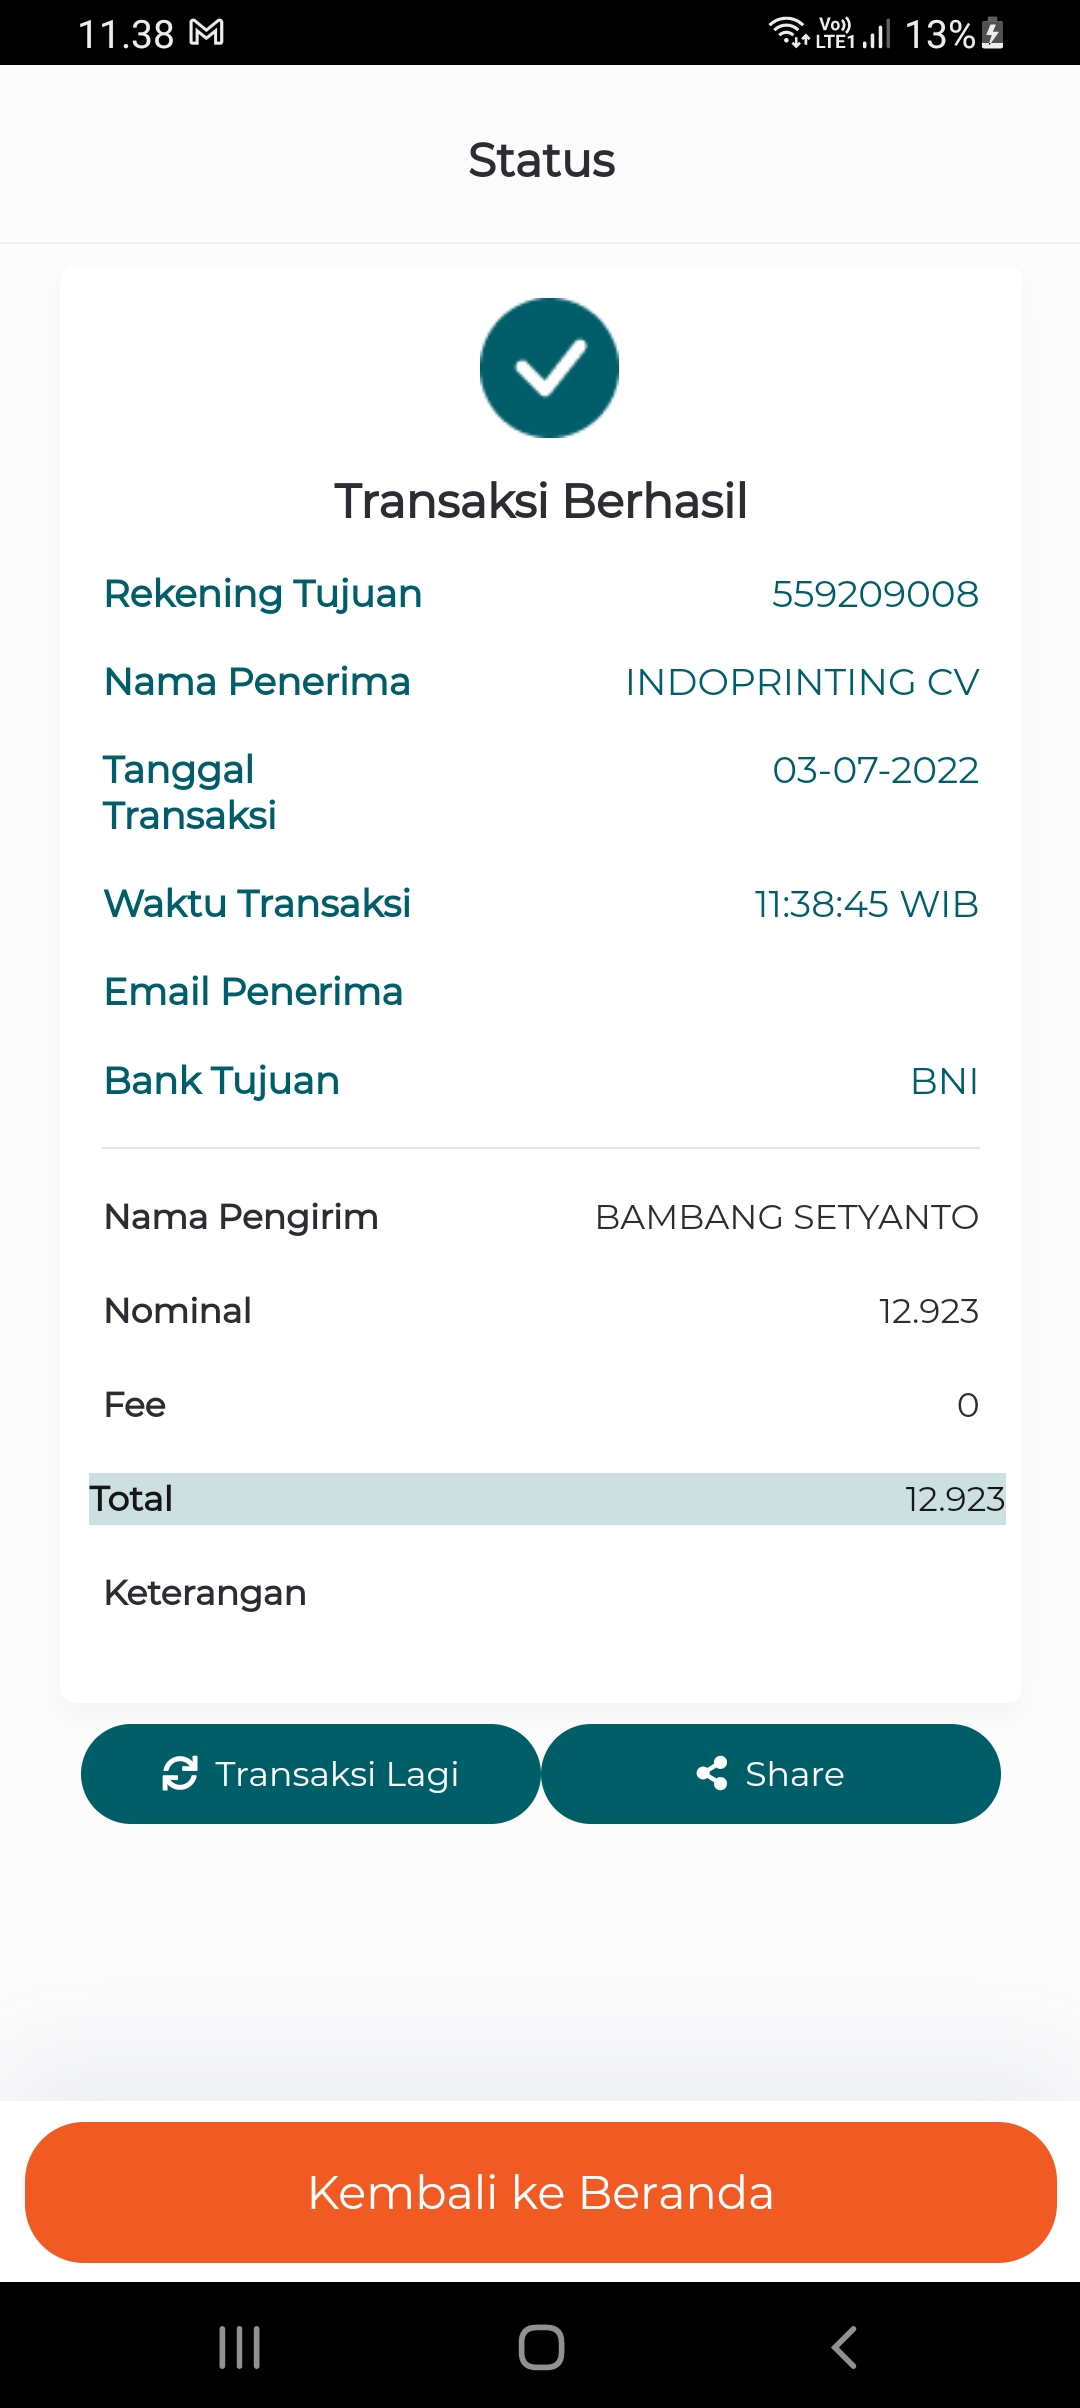 11.38
Vo)) LTE1 13%
Status
Transaksi Berhasil
Rekening Tujuan 559209008
Nama Penerima INDOPRINTING CV
Tanggal Transaksi 03-07-2022
Waktu Transaksi 11:38:45 WIB
Email Penerima
Bank Tujuan BNI
Nama Pengirim BAMBANG SETYANTO
Nominal 12.923
Fee 0
Total 12.923
Keterangan
Transaksi Lagi Share
Kembali ke Beranda